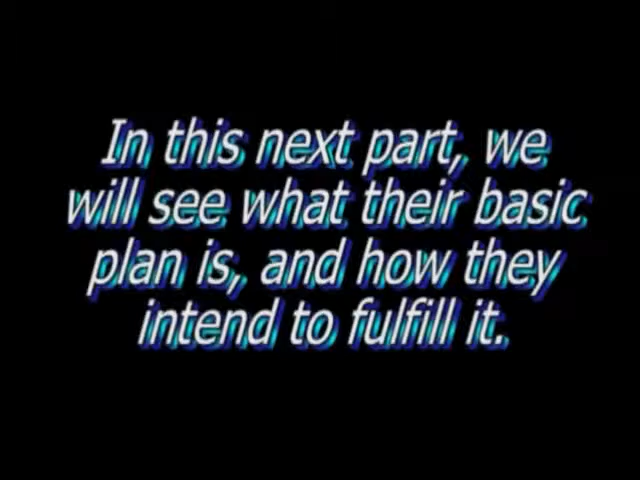 In this next part, we
will see what their basic
plan is, and how they
intend to fulfill it.